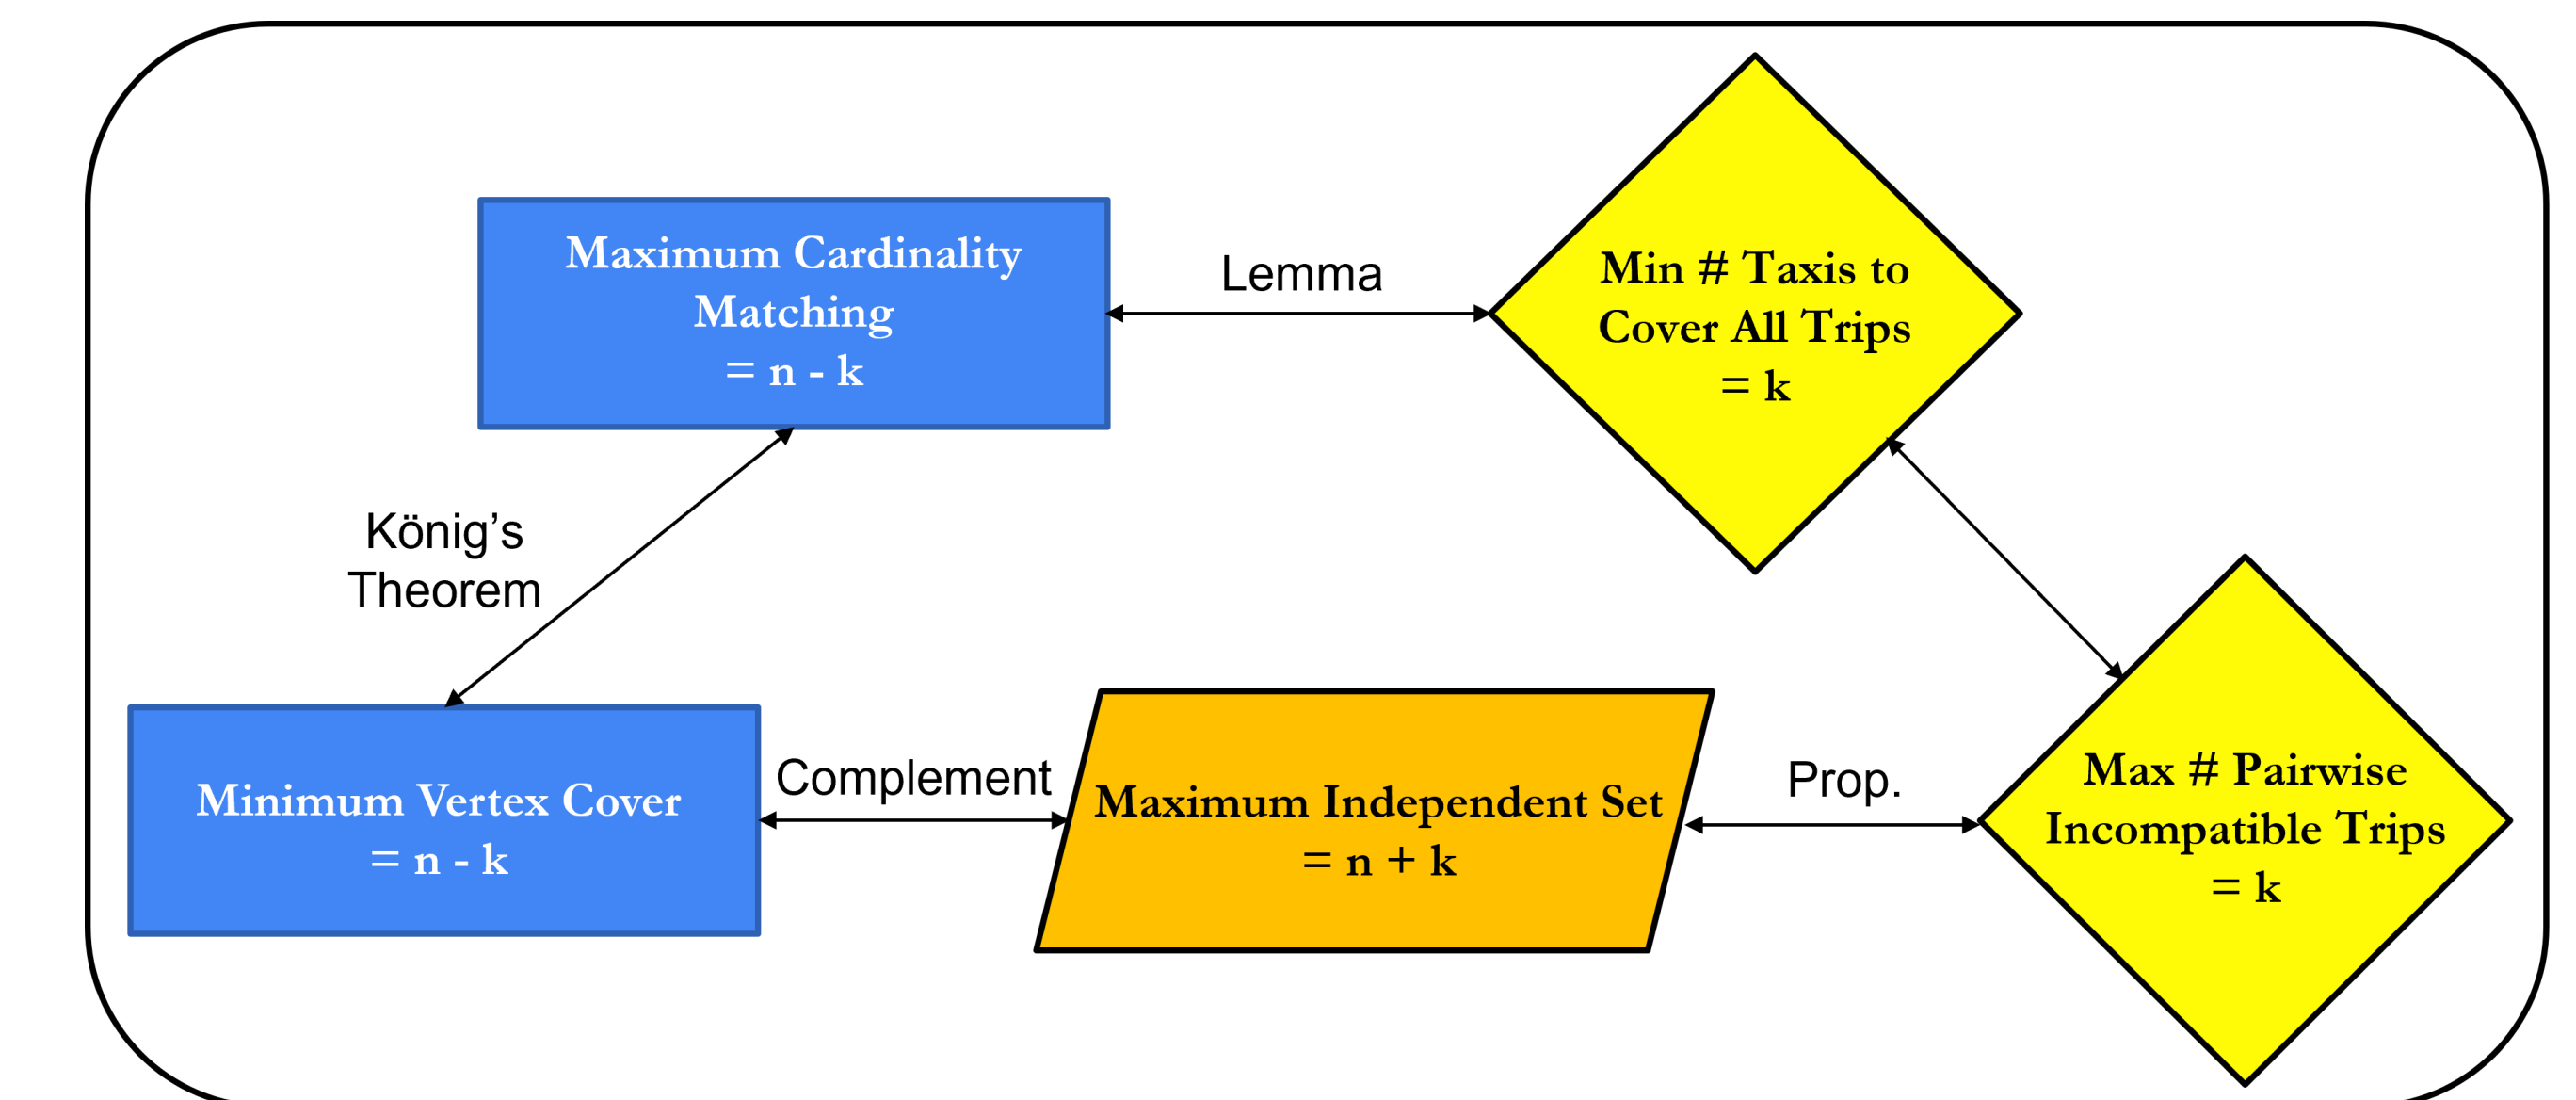 Maximum Cardinality
Matching
= n - k
Lemma
Min # Taxis to
Cover All Trips
= k
König’s
Theorem
Minimum Vertex Cover
= n - k
Complement
Maximum Independent Set
= n + k
Prop.
Max # Pairwise
Incompatible Trips
= k